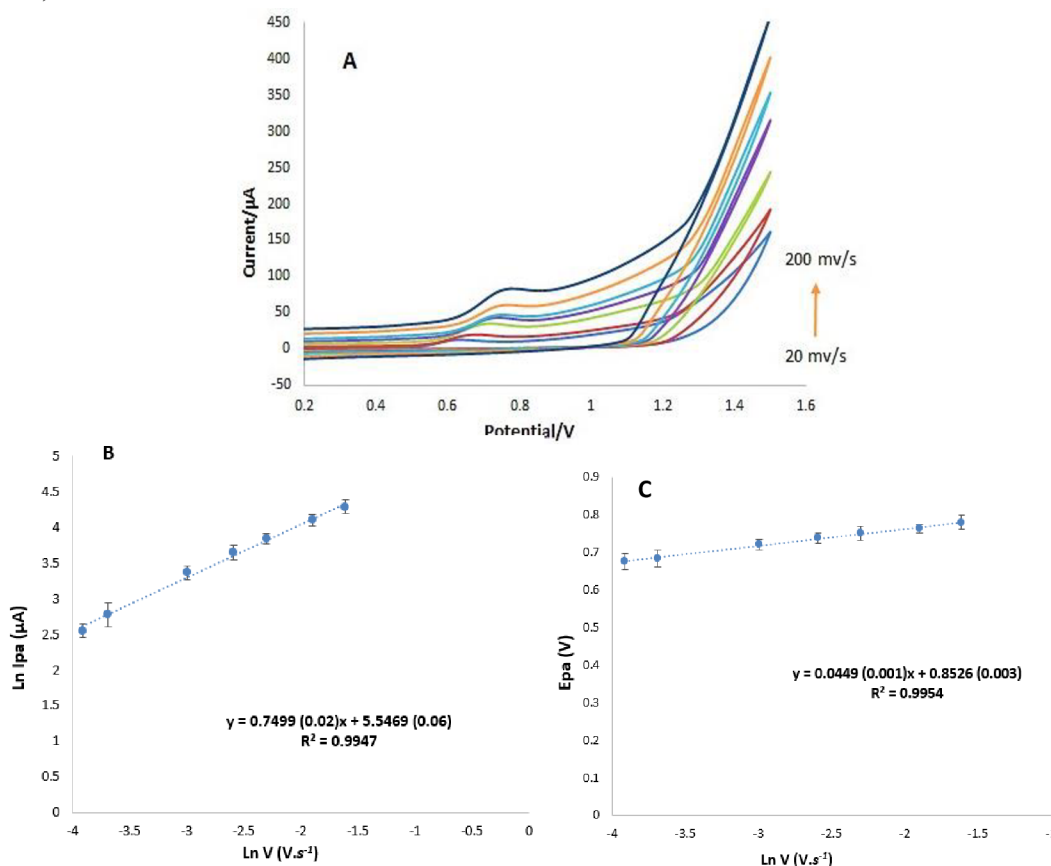 A
450
400
350
300
250
200
150
100
50
0
-50
Current/µA
0.2 0.4 0.6 0.8 1 1.2 1.4 1.6
Potential/V
200 mv/s
20 mv/s
B
5
4.5
4
3.5
3
2.5
2
1.5
1
0.5
0
Ln Ipa (µA)
y = 0.7499 (0.02)x + 5.5469 (0.06)
R² = 0.9947
-4 -3.5 -3 -2.5 -2 -1.5 -1 -0.5 0
Ln V (V.s⁻¹)
C
0.9
0.8
0.7
0.6
0.5
0.4
0.3
0.2
0.1
0
Epa (V)
y = 0.0449 (0.001)x + 0.8526 (0.003)
R² = 0.9954
-4 -3.5 -3 -2.5 -2 -1.5
Ln V (V.s⁻¹)